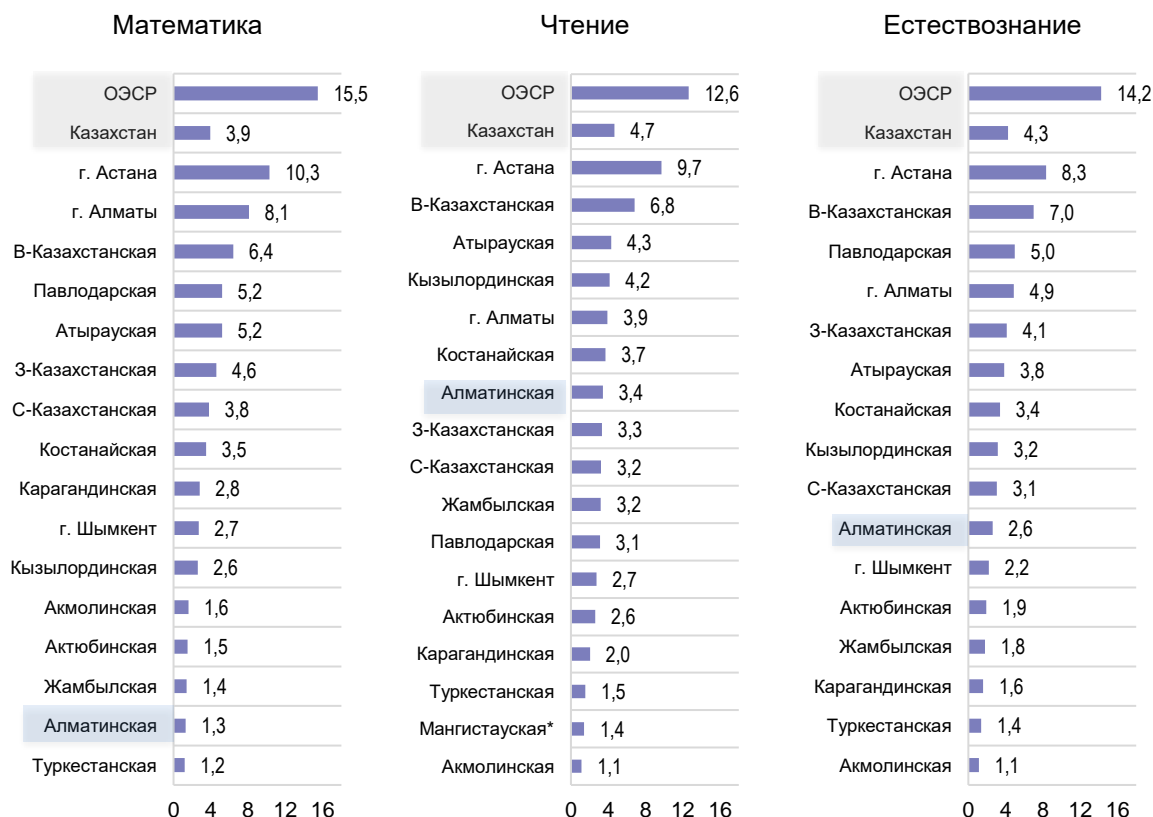 Математика
ОЭСР 15,5
Казахстан 3,9
г. Астана 10,3
г. Алматы 8,1
В-Казахстанская 6,4
Павлодарская 5,2
Атырауская 5,2
З-Казахстанская 4,6
С-Казахстанская 3,8
Костанайская 3,5
Карагандинская 2,8
г. Шымкент 2,7
Кызылординская 2,6
Акмолинская 1,6
Актюбинская 1,5
Жамбылская 1,4
Алматинская 1,3
Туркестанская 1,2
0 4 8 12 16
Чтение
ОЭСР 12,6
Казахстан 4,7
г. Астана 9,7
В-Казахстанская 6,8
Атырауская 4,3
Кызылординская 4,2
г. Алматы 3,9
Костанайская 3,7
Алматинская 3,4
З-Казахстанская 3,3
С-Казахстанская 3,2
Жамбылская 3,2
Павлодарская 3,1
г. Шымкент 2,7
Актюбинская 2,6
Карагандинская 2,0
Туркестанская 1,5
Мангистауская* 1,4
Акмолинская 1,1
0 4 8 12 16
Естествознание
ОЭСР 14,2
Казахстан 4,3
г. Астана 8,3
В-Казахстанская 7,0
Павлодарская 5,0
г. Алматы 4,9
З-Казахстанская 4,1
Атырауская 3,8
Костанайская 3,4
Кызылординская 3,2
С-Казахстанская 3,1
Алматинская 2,6
г. Шымкент 2,2
Актюбинская 1,9
Жамбылская 1,8
Карагандинская 1,6
Туркестанская 1,4
Акмолинская 1,1
0 4 8 12 16